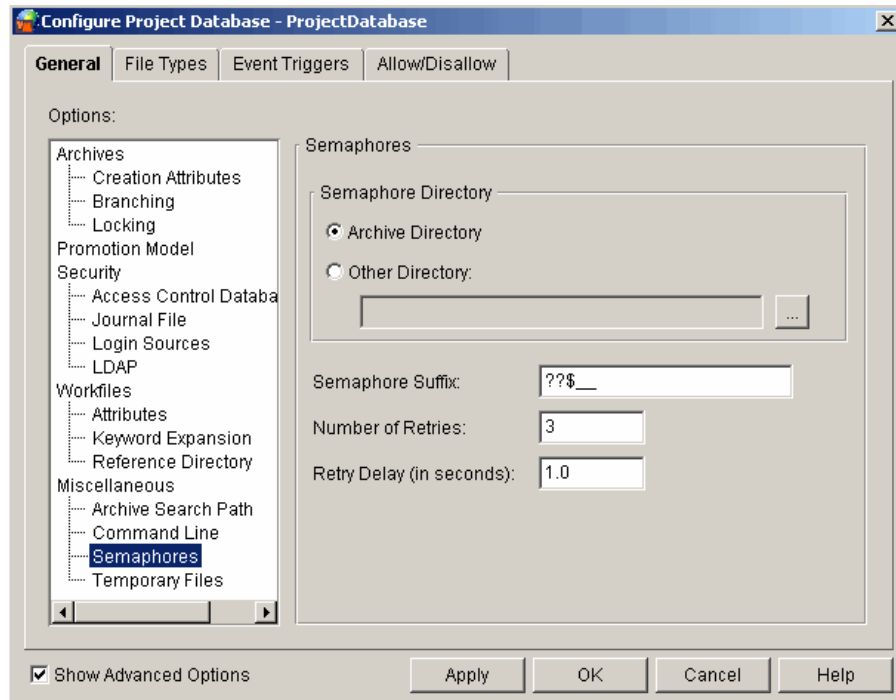 Configure Project Database - ProjectDatabase
General File Types Event Triggers Allow/Disallow
Options:
Archives
Creation Attributes
Branching
Locking
Promotion Model
Security
Access Control Databa
Journal File
Login Sources
LDAP
Workfiles
Attributes
Keyword Expansion
Reference Directory
Miscellaneous
Archive Search Path
Command Line
Semaphores
Temporary Files
Semaphores
Semaphore Directory
Archive Directory
Other Directory:
...
Semaphore Suffix: ??$__
Number of Retries: 3
Retry Delay (in seconds): 1.0
Show Advanced Options Apply OK Cancel Help